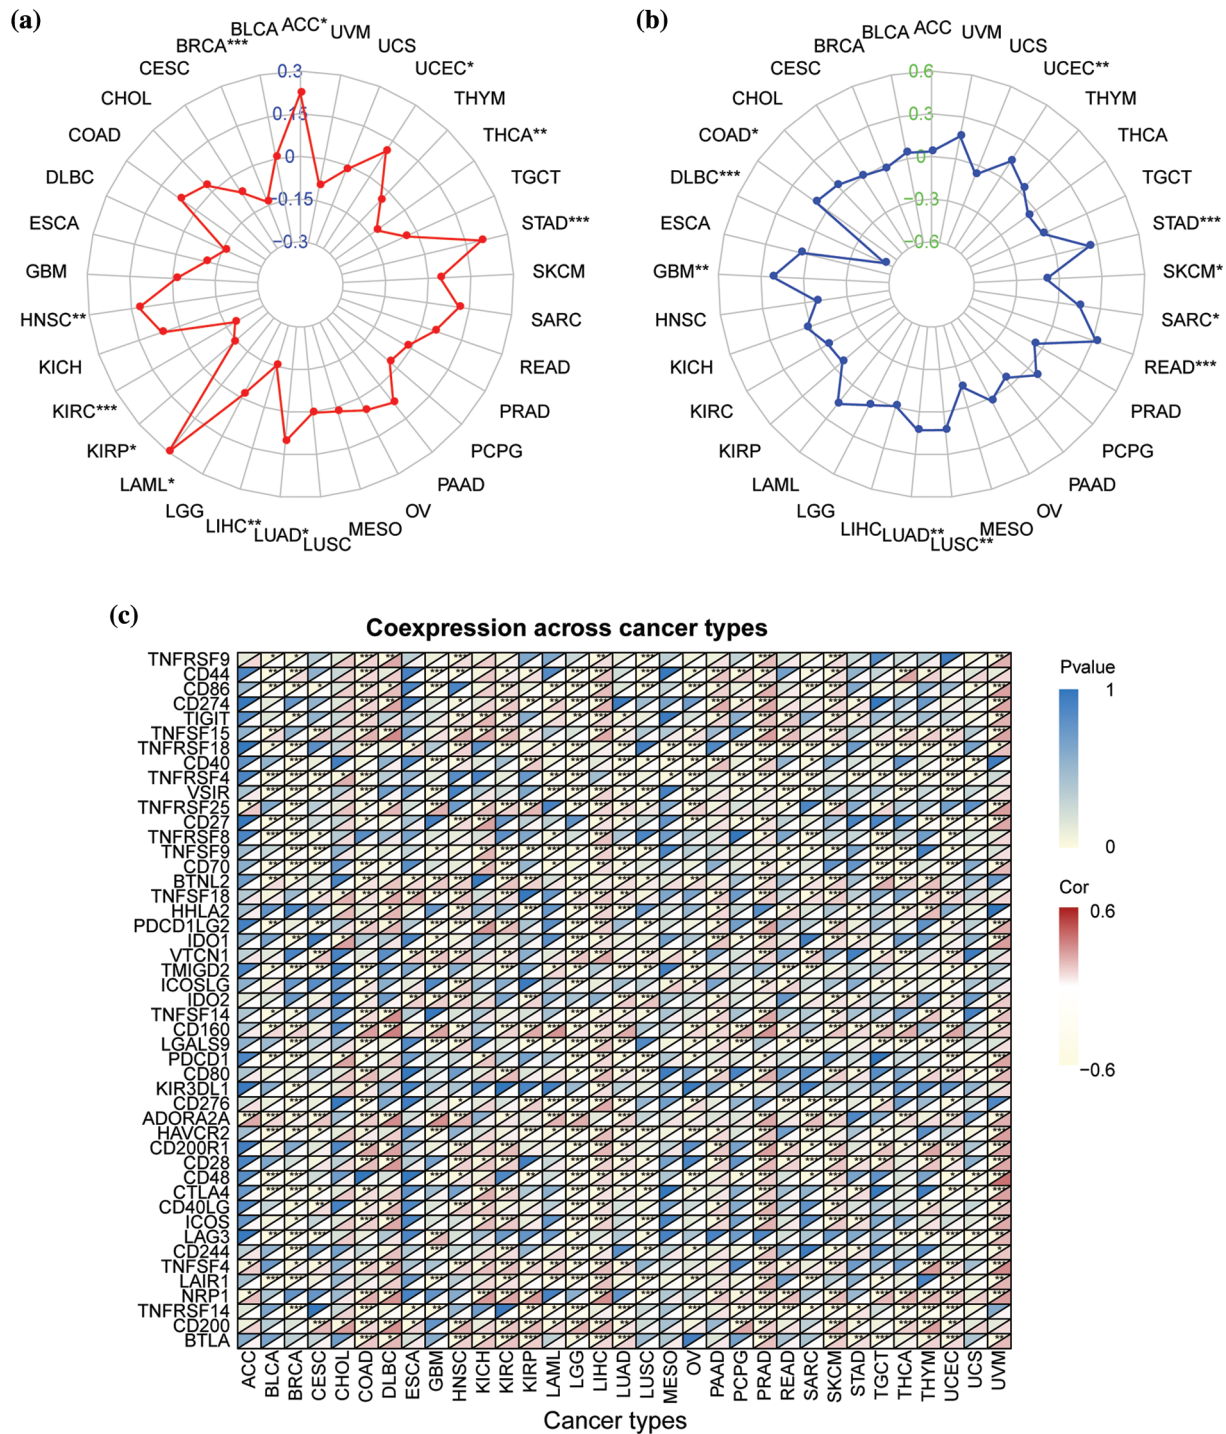 (a)
BLCA
ACC*
UVM
UCS
UCEC*
THYM
THCA**
TGCT
STAD***
SKCM
SARC
READ
PRAD
PCPG
PAAD
OV
MESO
LUSC
LUAD*
LIHC**
LGG
LAML*
KIRP*
KIRC***
KICH
HNSC**
GBM
ESCA
DLBC
COAD
CHOL
CESC
BRCA***
0.3
0.15
0
−0.15
−0.3
(b)
BLCA
ACC
UVM
UCS
UCEC**
THYM
THCA
TGCT
STAD***
SKCM*
SARC*
READ***
PRAD
PCPG
PAAD
OV
MESO
LUSC**
LUAD**
LIHC
LGG
LAML
KIRP
KIRC
KICH
HNSC
GBM**
ESCA
DLBC***
COAD*
CHOL
CESC
BRCA
0.6
0.3
0
−0.3
−0.6
(c)
Coexpression across cancer types
TNFRSF9
CD44
CD86
CD274
TIGIT
TNFSF15
TNFRSF18
CD40
TNFRSF4
VSIR
TNFRSF25
CD27
TNFRSF8
TNFSF9
CD70
BTNL2
TNFSF18
HHLA2
PDCD1LG2
IDO1
VTCN1
TMIGD2
ICOSLG
IDO2
TNFSF14
CD160
LGALS9
PDCD1
CD80
KIR3DL1
CD276
ADORA2A
HAVCR2
CD200R1
CD28
CD48
CTLA4
CD40LG
ICOS
LAG3
CD244
TNFSF4
LAIR1
NRP1
TNFRSF14
CD200
BTLA
ACC
BLCA
BRCA
CESC
CHOL
COAD
DLBC
ESCA
GBM
HNSC
KICH
KIRC
KIRP
LAML
LGG
LIHC
LUAD
LUSC
MESO
OV
PAAD
PCPG
PRAD
READ
SARC
SKCM
STAD
TGCT
THCA
THYM
UCEC
UCS
UVM
Cancer types
Pvalue
1
0
Cor
0.6
−0.6